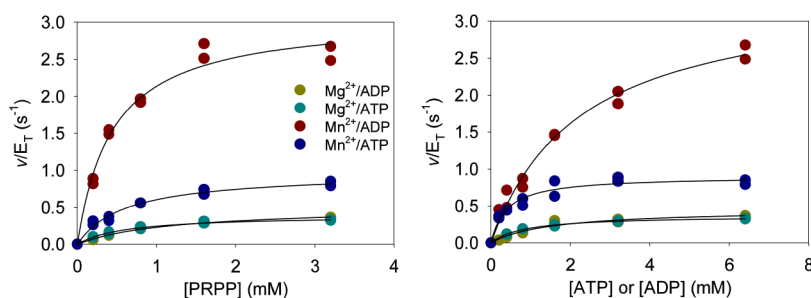 3.0
2.5
2.0
1.5
1.0
0.5
0.0
v/E_T (s⁻¹)
Mg²⁺/ADP
Mg²⁺/ATP
Mn²⁺/ADP
Mn²⁺/ATP
0 1 2 3 4
[PRPP] (mM)
3.0
2.5
2.0
1.5
1.0
0.5
0.0
v/E_T (s⁻¹)
0 2 4 6 8
[ATP] or [ADP] (mM)